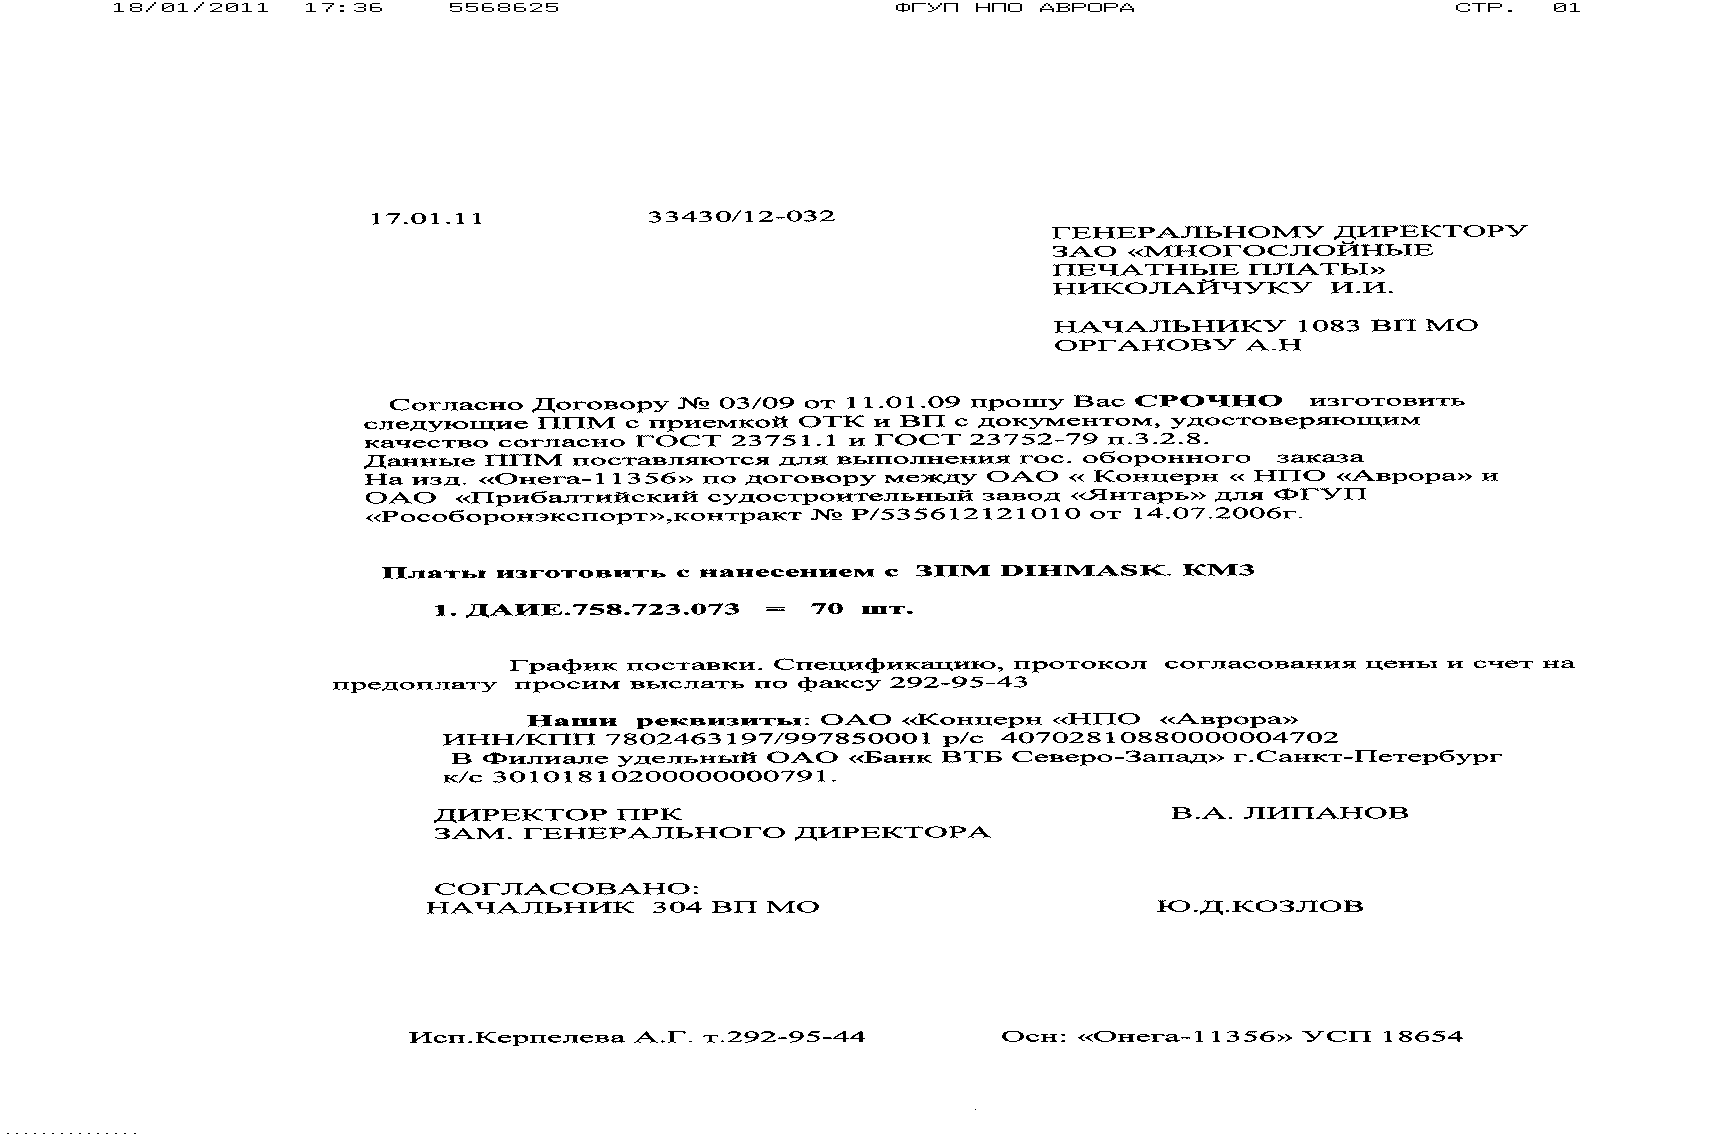 18/01/2011 17:36 5568625 ФГУП НПО АВРОРА СТР. 01
17.01.11 33430/12-032
ГЕНЕРАЛЬНОМУ ДИРЕКТОРУ
ЗАО «МНОГОСЛОЙНЫЕ
ПЕЧАТНЫЕ ПЛАТЫ»
НИКОЛАЙЧУКУ И.И.
НАЧАЛЬНИКУ 1083 ВП МО
ОРГАНОВУ А.Н
Согласно Договору № 03/09 от 11.01.09 прошу Вас СРОЧНО изготовить
следующие ППМ с приемкой ОТК и ВП с документом, удостоверяющим
качество согласно ГОСТ 23751.1 и ГОСТ 23752-79 п.3.2.8.
Данные ППМ поставляются для выполнения гос. оборонного заказа
На изд. «Онега-11356» по договору между ОАО « Концерн « НПО «Аврора» и
ОАО «Прибалтийский судостроительный завод «Янтарь» для ФГУП
«Рособоронэкспорт»,контракт № Р/535612121010 от 14.07.2006г.
Платы изготовить с нанесением с ЗПМ DIHMASK. КМ3
1. ДАИЕ.758.723.073 = 70 шт.
График поставки. Спецификацию, протокол согласования цены и счет на
предоплату просим выслать по факсу 292-95-43
Наши реквизиты: ОАО «Концерн «НПО «Аврора»
ИНН/КПП 7802463197/997850001 р/с 40702810880000004702
В Филиале удельный ОАО «Банк ВТБ Северо-Запад» г.Санкт-Петербург
к/с 30101810200000000791.
ДИРЕКТОР ПРК В.А. ЛИПАНОВ
ЗАМ. ГЕНЕРАЛЬНОГО ДИРЕКТОРА
СОГЛАСОВАНО:
НАЧАЛЬНИК 304 ВП МО Ю.Д.КОЗЛОВ
Исп.Керпелева А.Г. т.292-95-44 Осн: «Онега-11356» УСП 18654